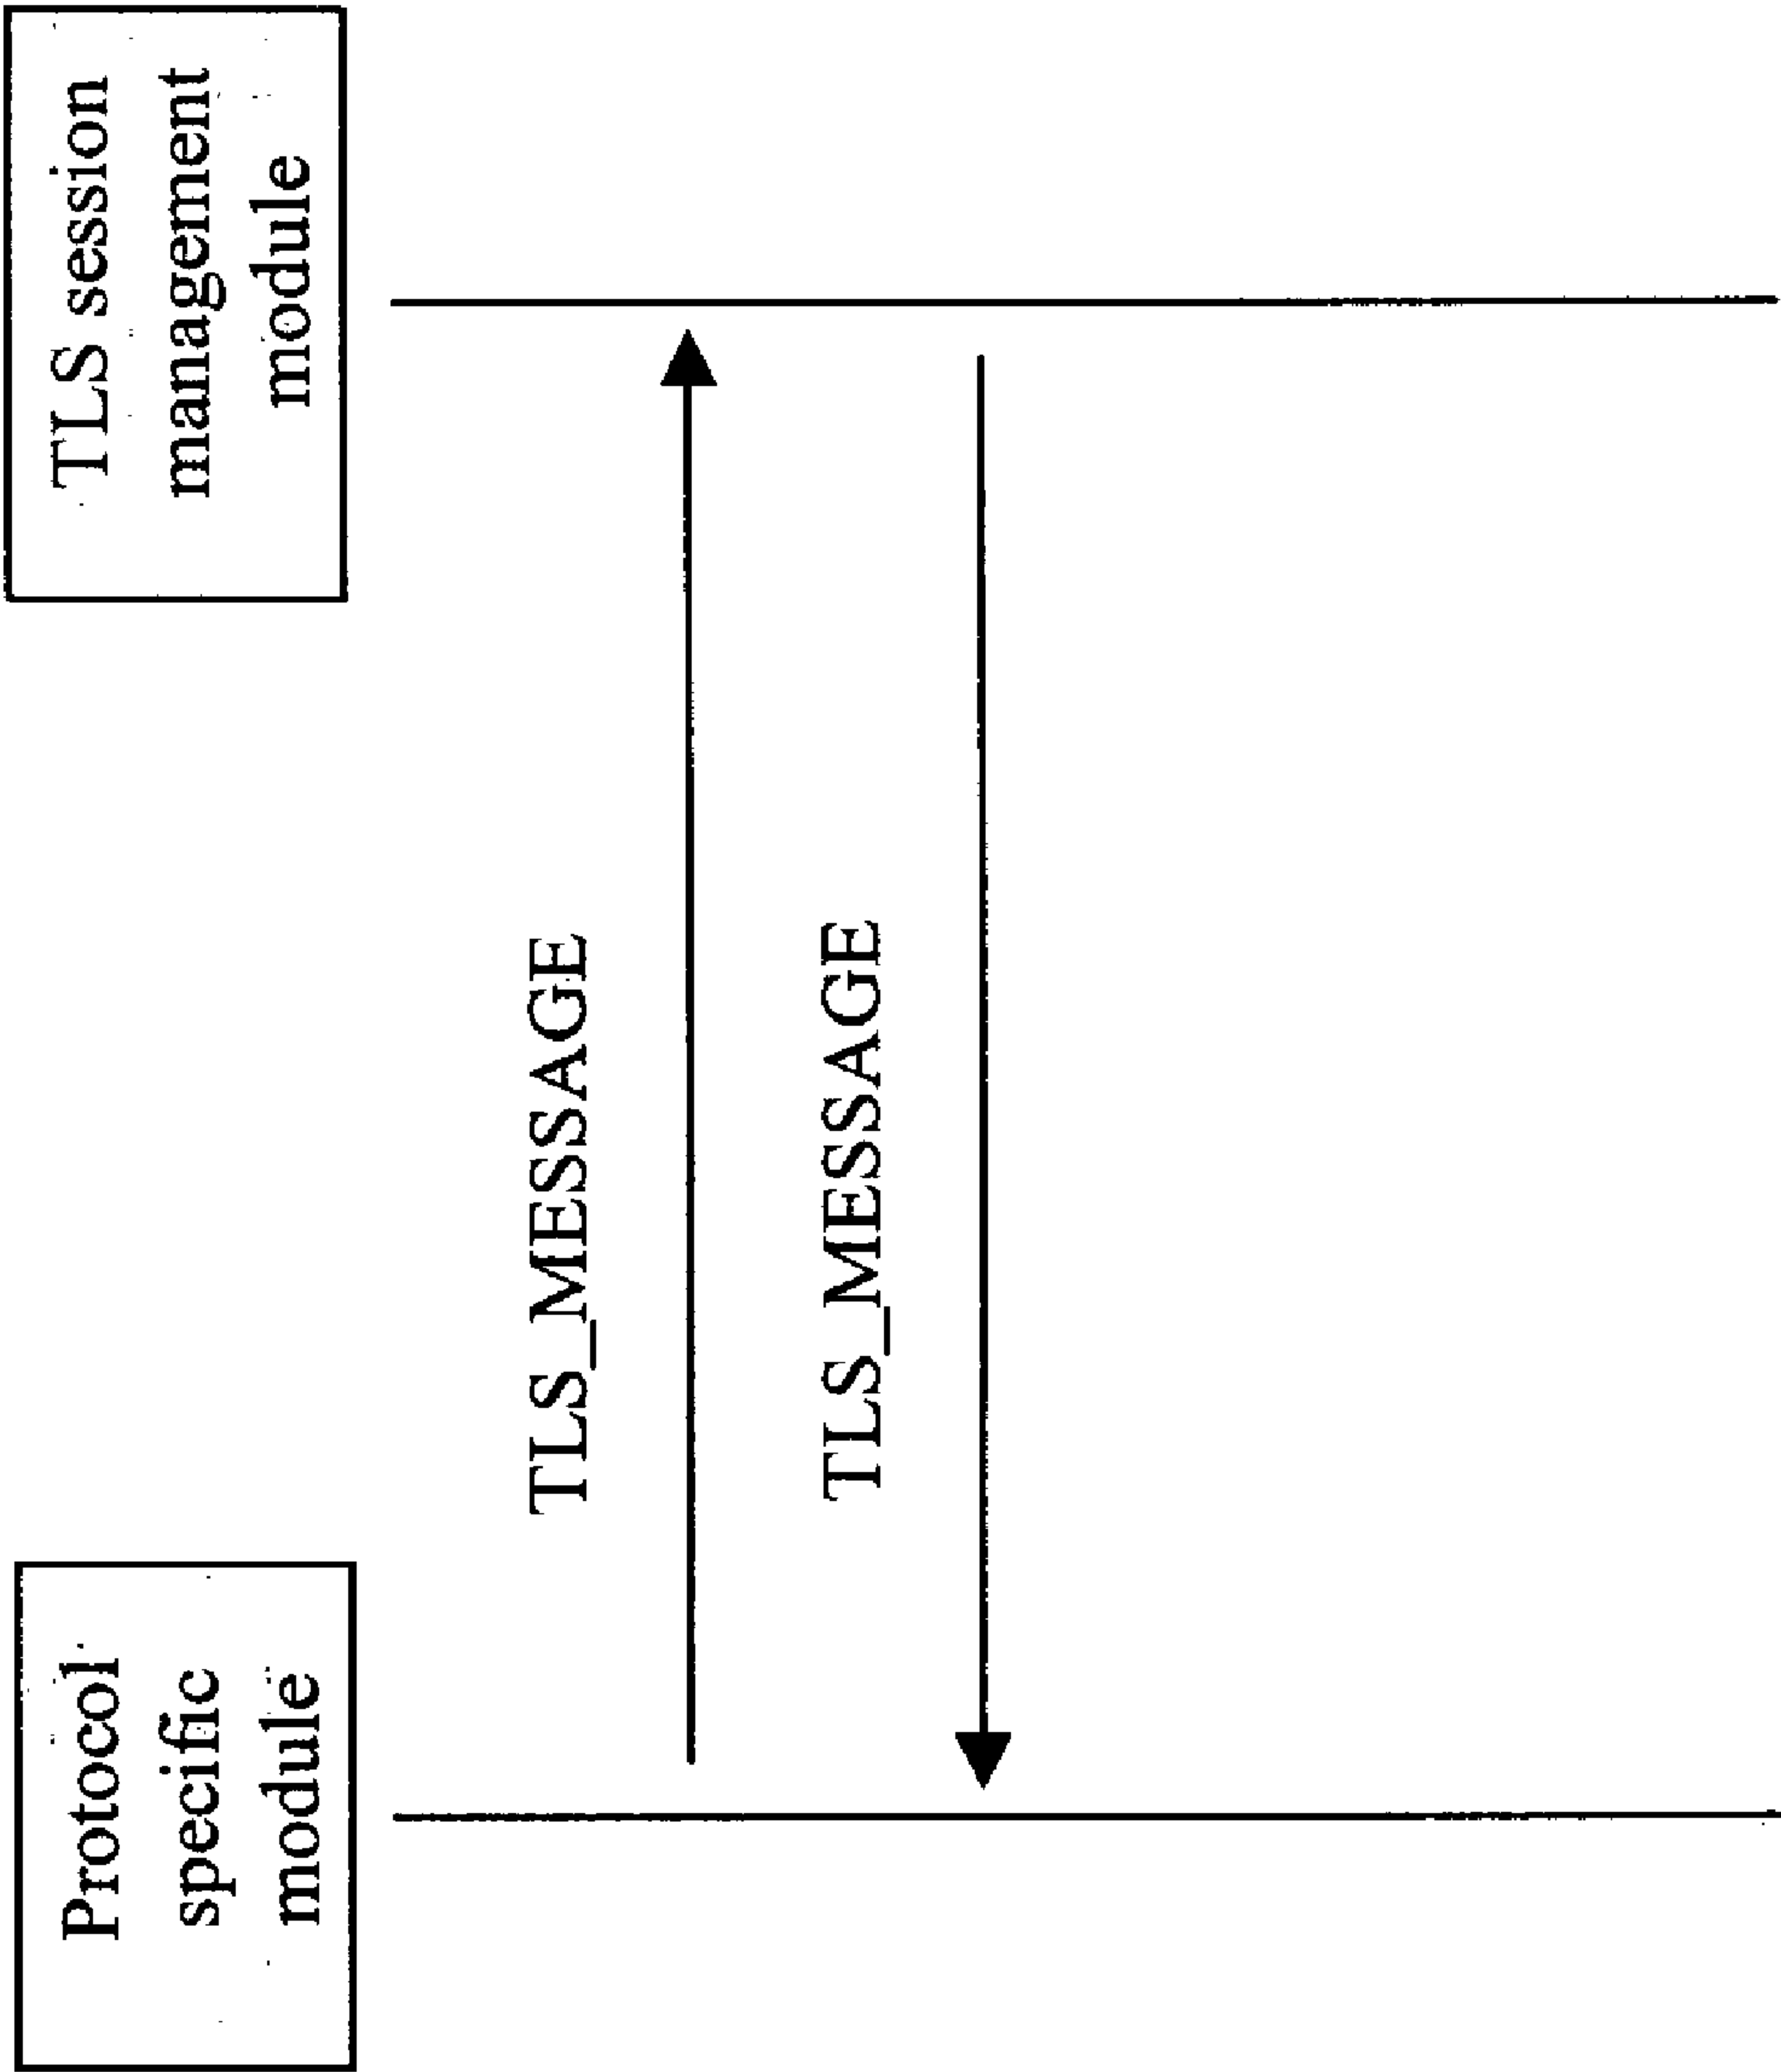 Protocol
specific
module
TLS session
management
module
TLS_MESSAGE
TLS_MESSAGE